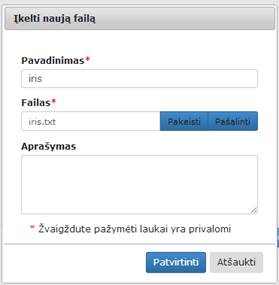 Įkelti naują failą
Pavadinimas*
iris
Failas*
iris.txt Pakeisti Pašalinti
Aprašymas
* Žvaigždute pažymėti laukai yra privalomi
Patvirtinti Atšaukti